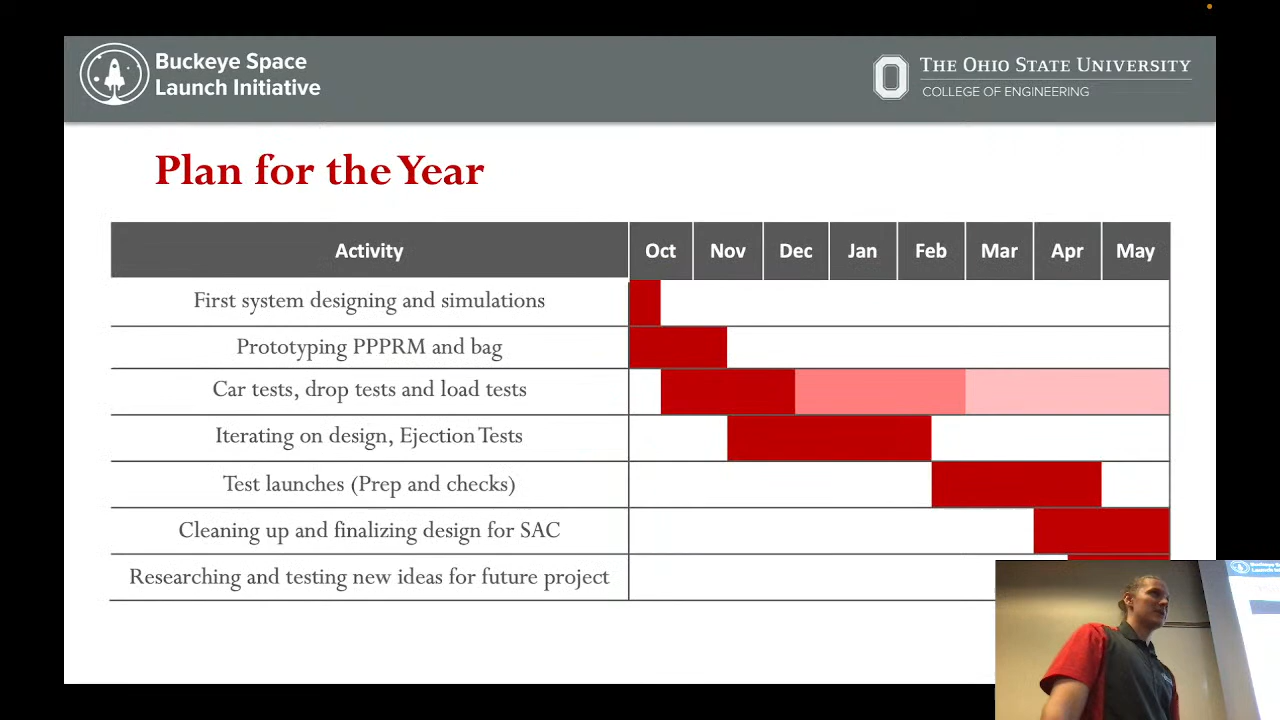 Buckeye Space
Launch Initiative
THE OHIO STATE UNIVERSITY
COLLEGE OF ENGINEERING
Plan for the Year
Activity Oct Nov Dec Jan Feb Mar Apr May
First system designing and simulations
Prototyping PPPRM and bag
Car tests, drop tests and load tests
Iterating on design, Ejection Tests
Test launches (Prep and checks)
Cleaning up and finalizing design for SAC
Researching and testing new ideas for future project